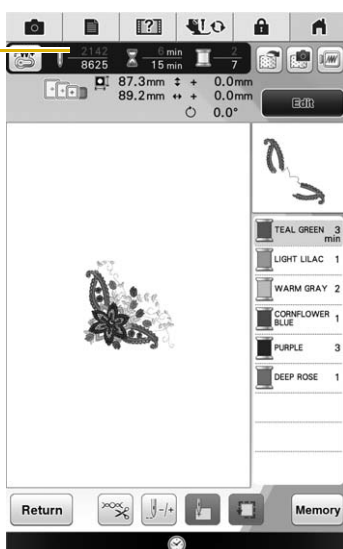 2142 6 min 2
8625 15 min 7
87.3mm + 0.0mm
89.2mm + 0.0mm
0.0°
Edit
TEAL GREEN 3
min
LIGHT LILAC 1
WARM GRAY 2
CORNFLOWER 1
BLUE
PURPLE 3
DEEP ROSE 1
Return
-/+
Memory